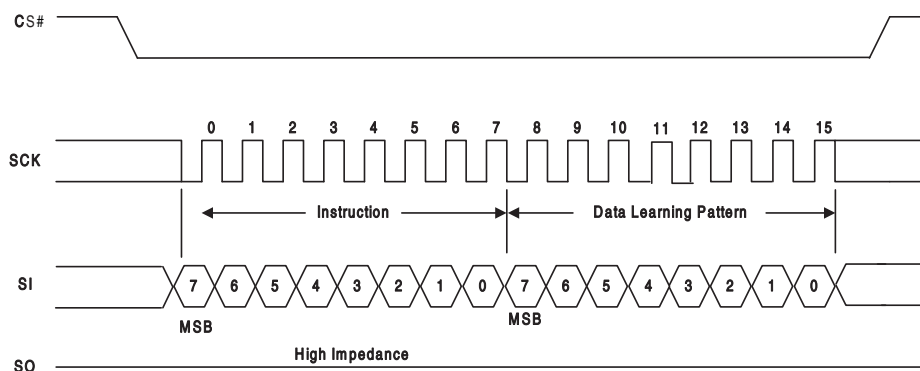 CS#
0 1 2 3 4 5 6 7 8 9 10 11 12 13 14 15
SCK
Instruction Data Learning Pattern
SI 7 6 5 4 3 2 1 0 7 6 5 4 3 2 1 0
MSB MSB
High Impedance
SO